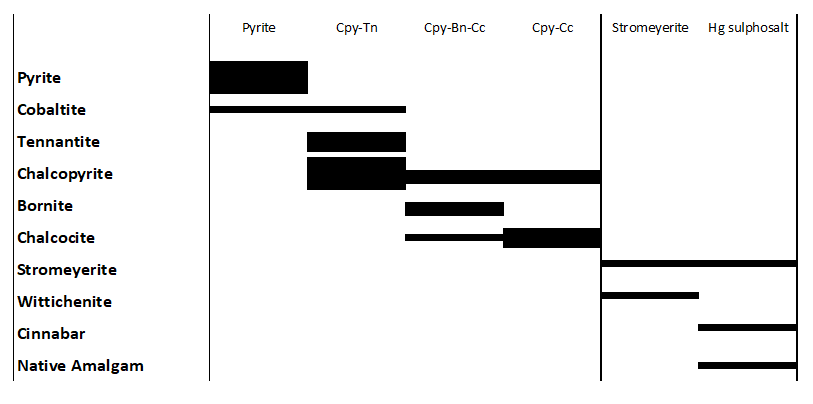 Pyrite Cpy-Tn Cpy-Bn-Cc Cpy-Cc Stromeyerite Hg sulphosalt
Pyrite
Cobaltite
Tennantite
Chalcopyrite
Bornite
Chalcocite
Stromeyerite
Wittichenite
Cinnabar
Native Amalgam